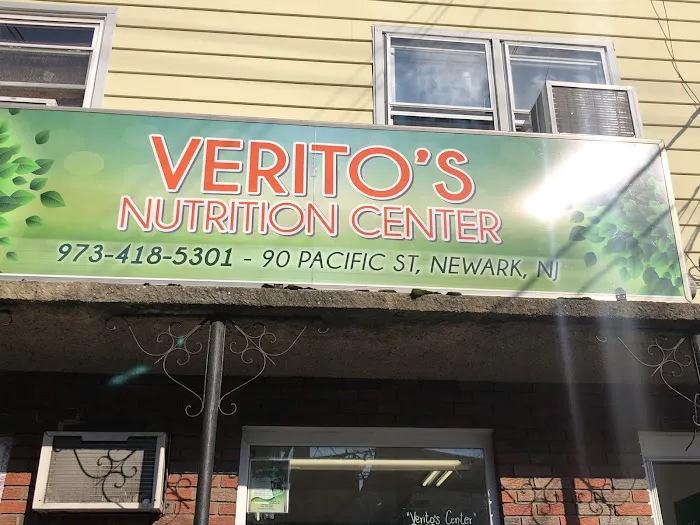 VERITO'S
NUTRITION CENTER
973-418-5301 - 90 PACIFIC ST, NEWARK, NJ
"Verito's Center"